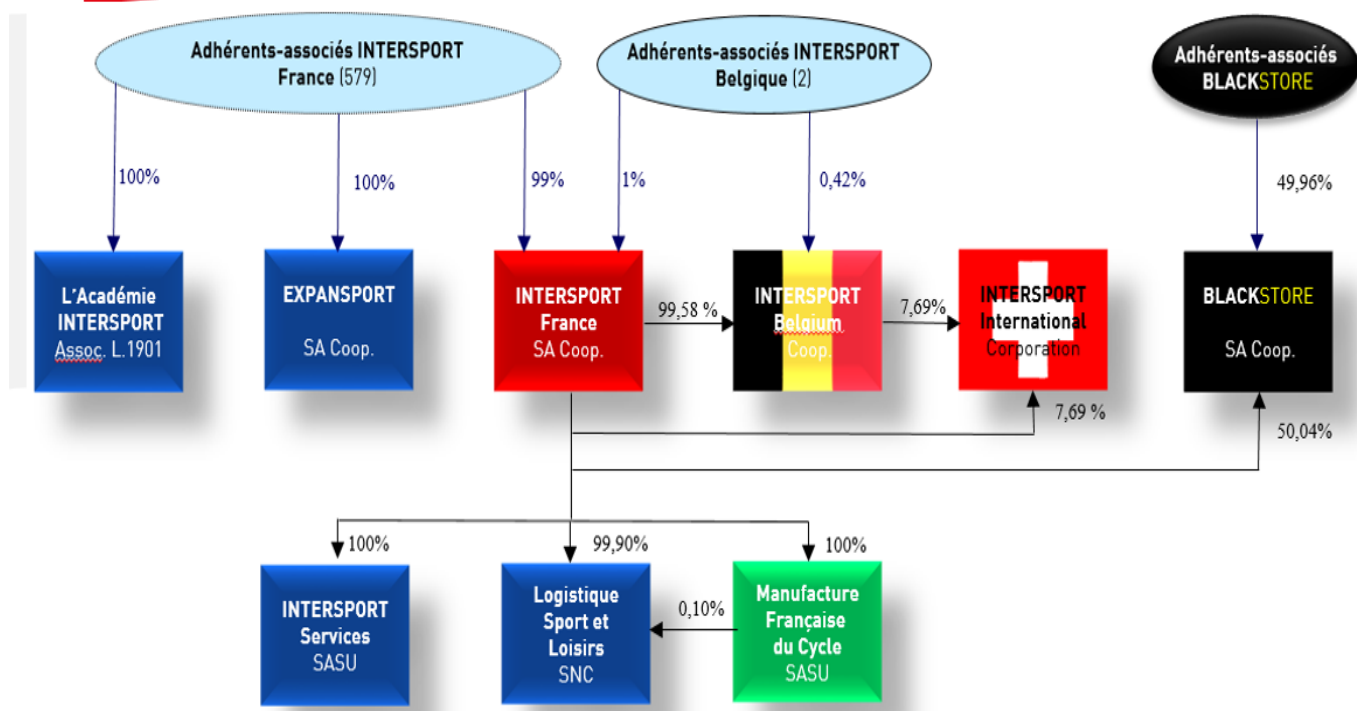 Adhérents-associés INTERSPORT
France (579)
Adhérents-associés INTERSPORT
Belgique (2)
Adhérents-associés
BLACKSTORE
100%
100%
99%
1%
0,42%
49,96%
L'Académie
INTERSPORT
Assoc. L.1901
EXPANSPORT
SA Coop.
INTERSPORT
France
SA Coop.
99,58 %
INTERSPORT
Belgium
Coop.
7,69%
INTERSPORT
International
Corporation
BLACKSTORE
SA Coop.
7,69 %
50,04%
100%
99,90%
100%
INTERSPORT
Services
SASU
Logistique
Sport et
Loisirs
SNC
0,10%
Manufacture
Française
du Cycle
SASU